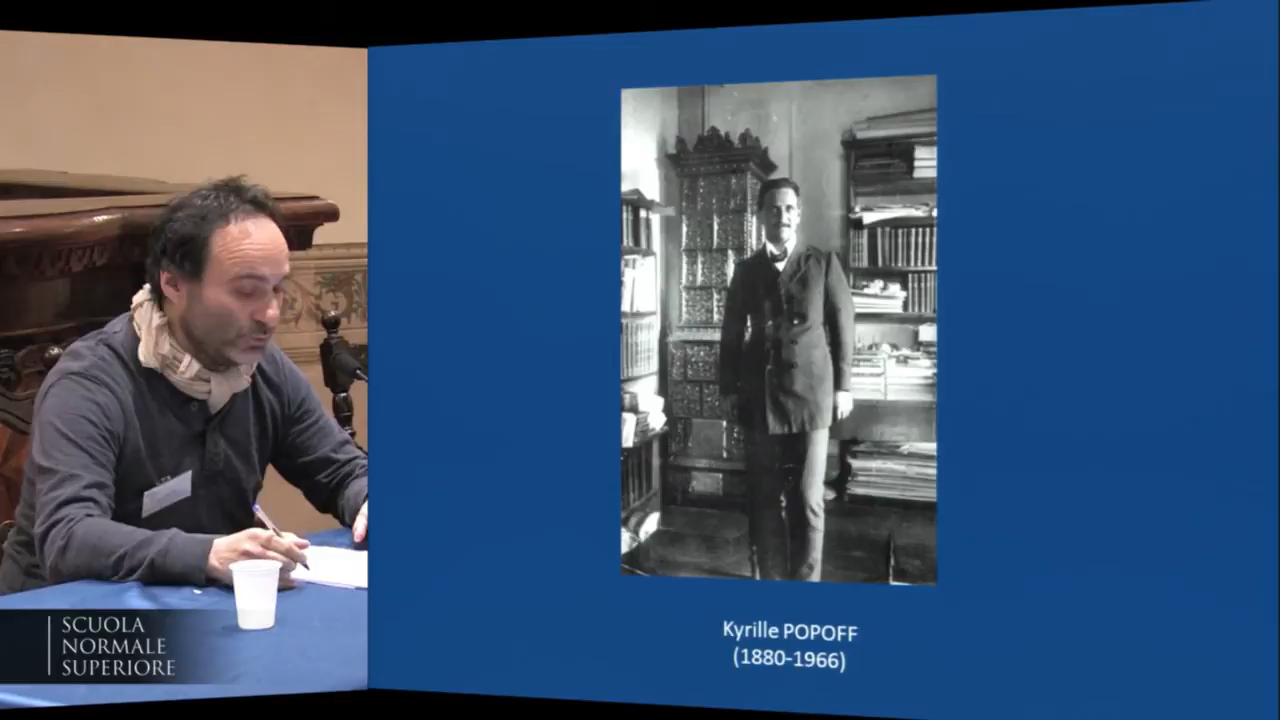 SCUOLA
NORMALE
SUPERIORE
Kyrille POPOFF
(1880-1966)